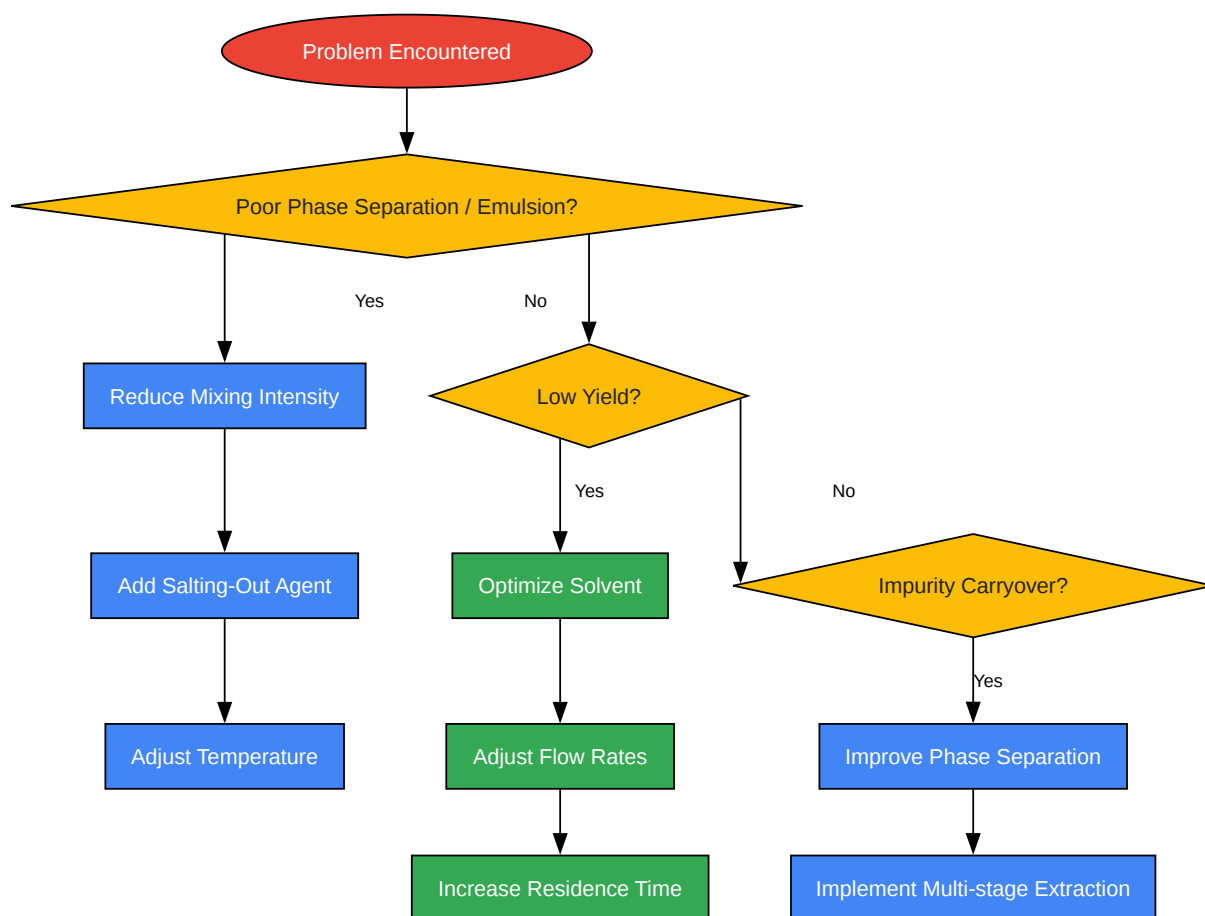 Problem Encountered
Poor Phase Separation / Emulsion?
Yes
No
Reduce Mixing Intensity
Low Yield?
Yes
No
Add Salting-Out Agent
Optimize Solvent
Impurity Carryover?
Yes
Adjust Temperature
Adjust Flow Rates
Improve Phase Separation
Increase Residence Time
Implement Multi-stage Extraction